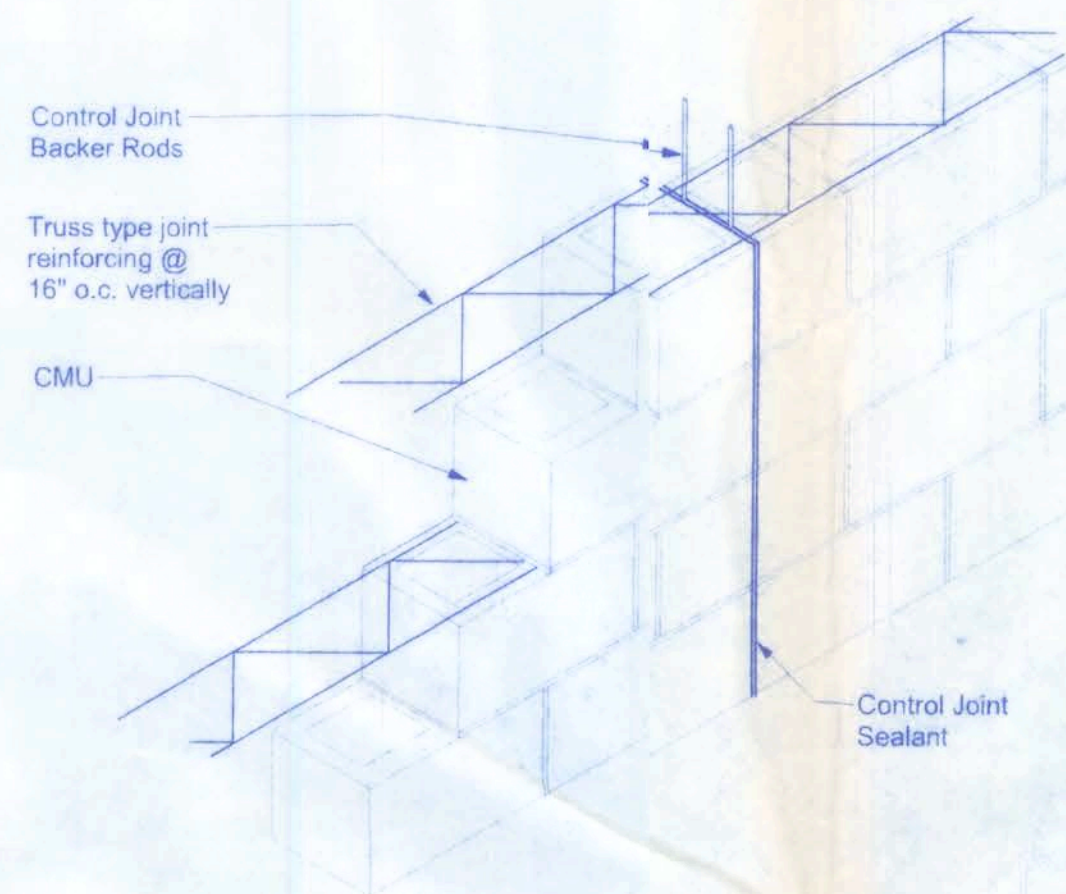 Control Joint
Backer Rods
Truss type joint
reinforcing @
16" o.c. vertically
CMU
Control Joint
Sealant